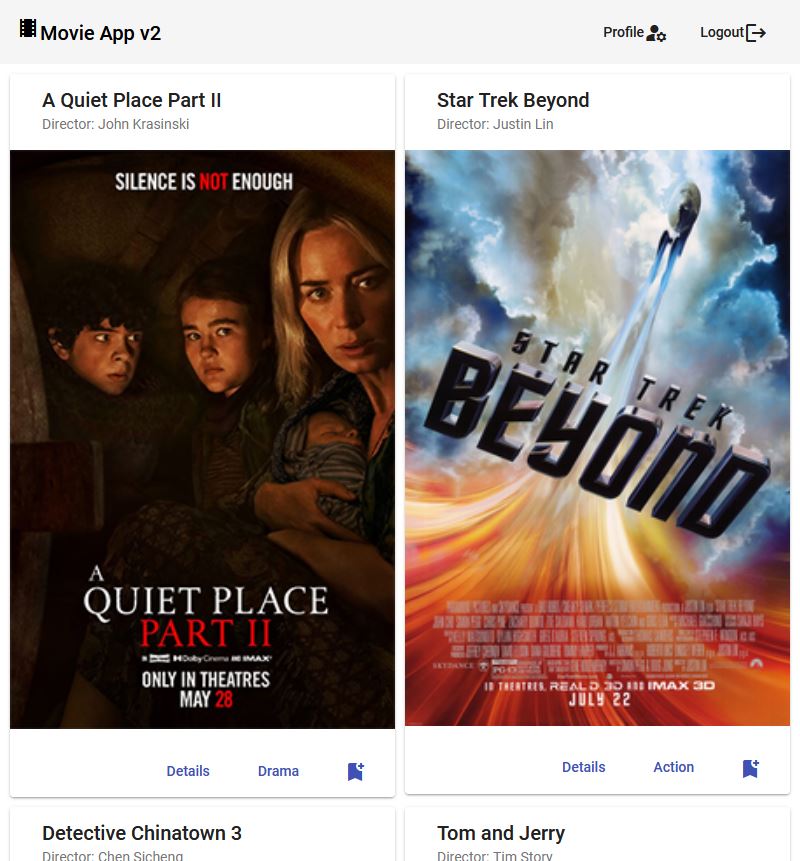 Movie App v2
Profile
Logout
A Quiet Place Part II
Director: John Krasinski
SILENCE IS NOT ENOUGH
A
QUIET PLACE
PART II
DolbyCinema IMAX
ONLY IN THEATRES
MAY 28
Details Drama
Star Trek Beyond
Director: Justin Lin
STAR TREK
BEYOND
SKYDANCE
PG-13
IN THEATRES, REAL D 3D AND IMAX 3D
JULY 22
Details Action
Detective Chinatown 3
Director: Chen Sicheng
Tom and Jerry
Director: Tim Story